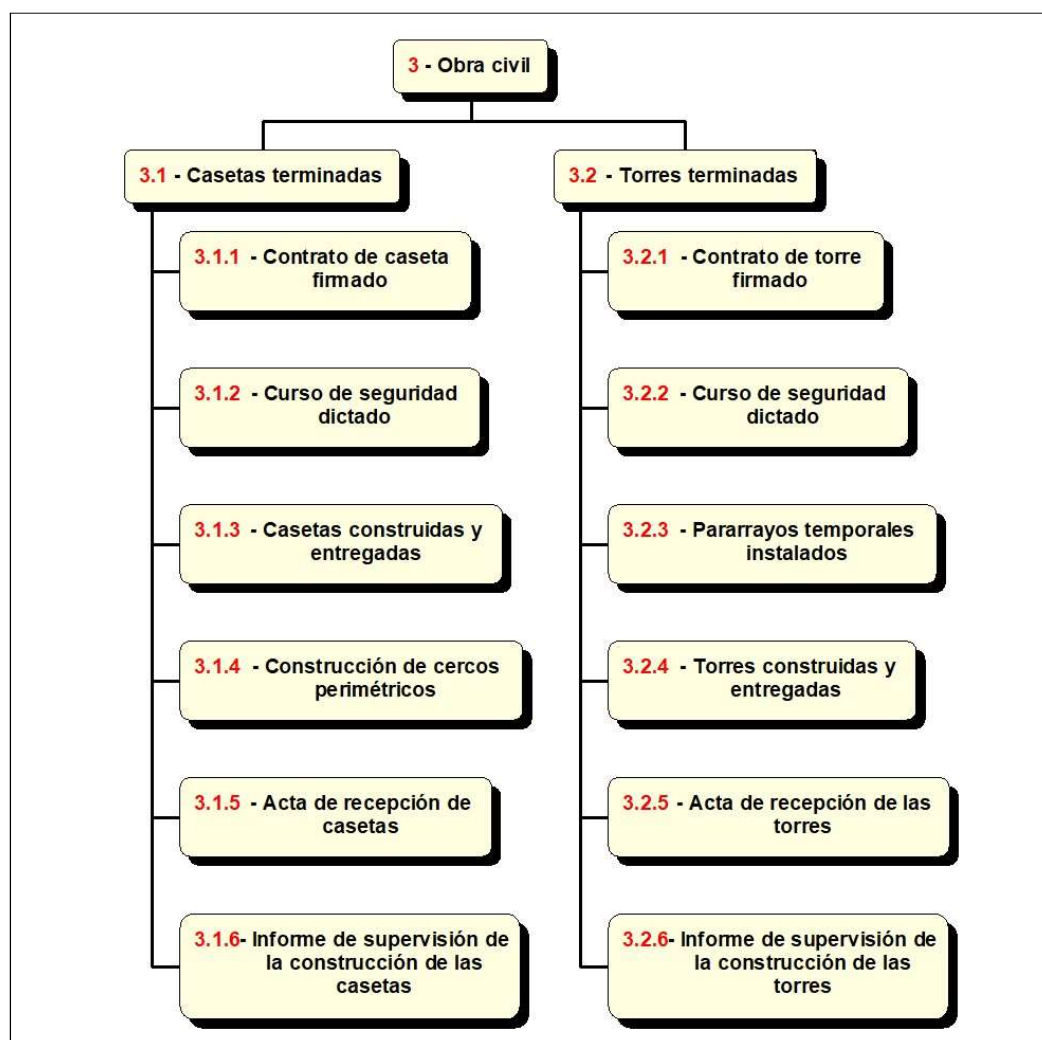 3 - Obra civil
3.1 - Casetas terminadas
3.1.1 - Contrato de caseta
firmado
3.1.2 - Curso de seguridad
dictado
3.1.3 - Casetas construidas y
entregadas
3.1.4 - Construcción de cercos
perimétricos
3.1.5 - Acta de recepción de
casetas
3.1.6- Informe de supervisión de
la construcción de las
casetas
3.2 - Torres terminadas
3.2.1 - Contrato de torre
firmado
3.2.2 - Curso de seguridad
dictado
3.2.3 - Pararrayos temporales
instalados
3.2.4 - Torres construidas y
entregadas
3.2.5 - Acta de recepción de las
torres
3.2.6- Informe de supervisión de
la construcción de las
torres